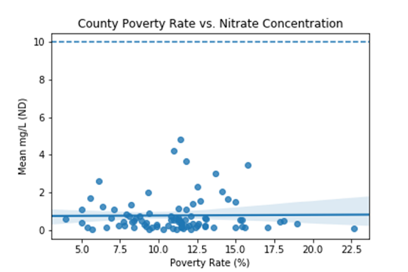 County Poverty Rate vs. Nitrate Concentration
10
8
6
4
2
0
Mean mg/L (ND)
5.0 7.5 10.0 12.5 15.0 17.5 20.0 22.5
Poverty Rate (%)